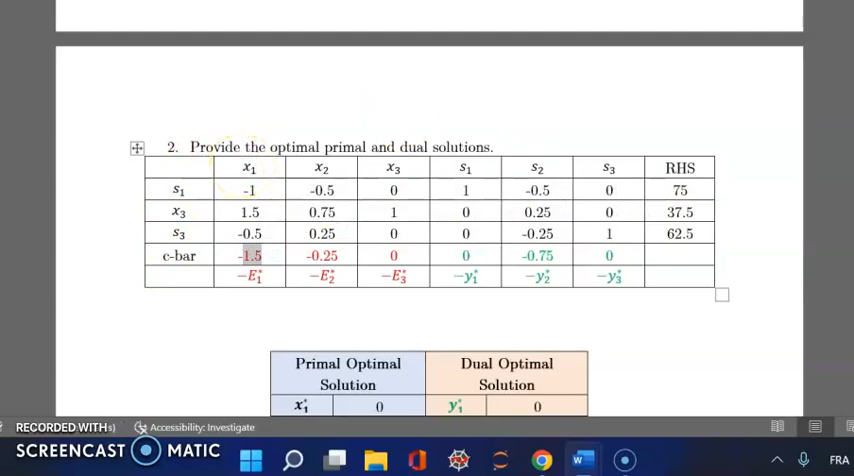 2. Provide the optimal primal and dual solutions.
x₁ x₂ x₃ s₁ s₂ s₃ RHS
s₁ -1 -0.5 0 1 -0.5 0 75
x₃ 1.5 0.75 1 0 0.25 0 37.5
s₃ -0.5 0.25 0 0 -0.25 1 62.5
c-bar -1.5 -0.25 0 0 -0.75 0
−E₁* −E₂* −E₃* −y₁* −y₂* −y₃*
Primal Optimal Solution Dual Optimal Solution
x₁* 0 y₁* 0
RECORDED WITH
Accessibility: Investigate
SCREENCAST MATIC
FRA